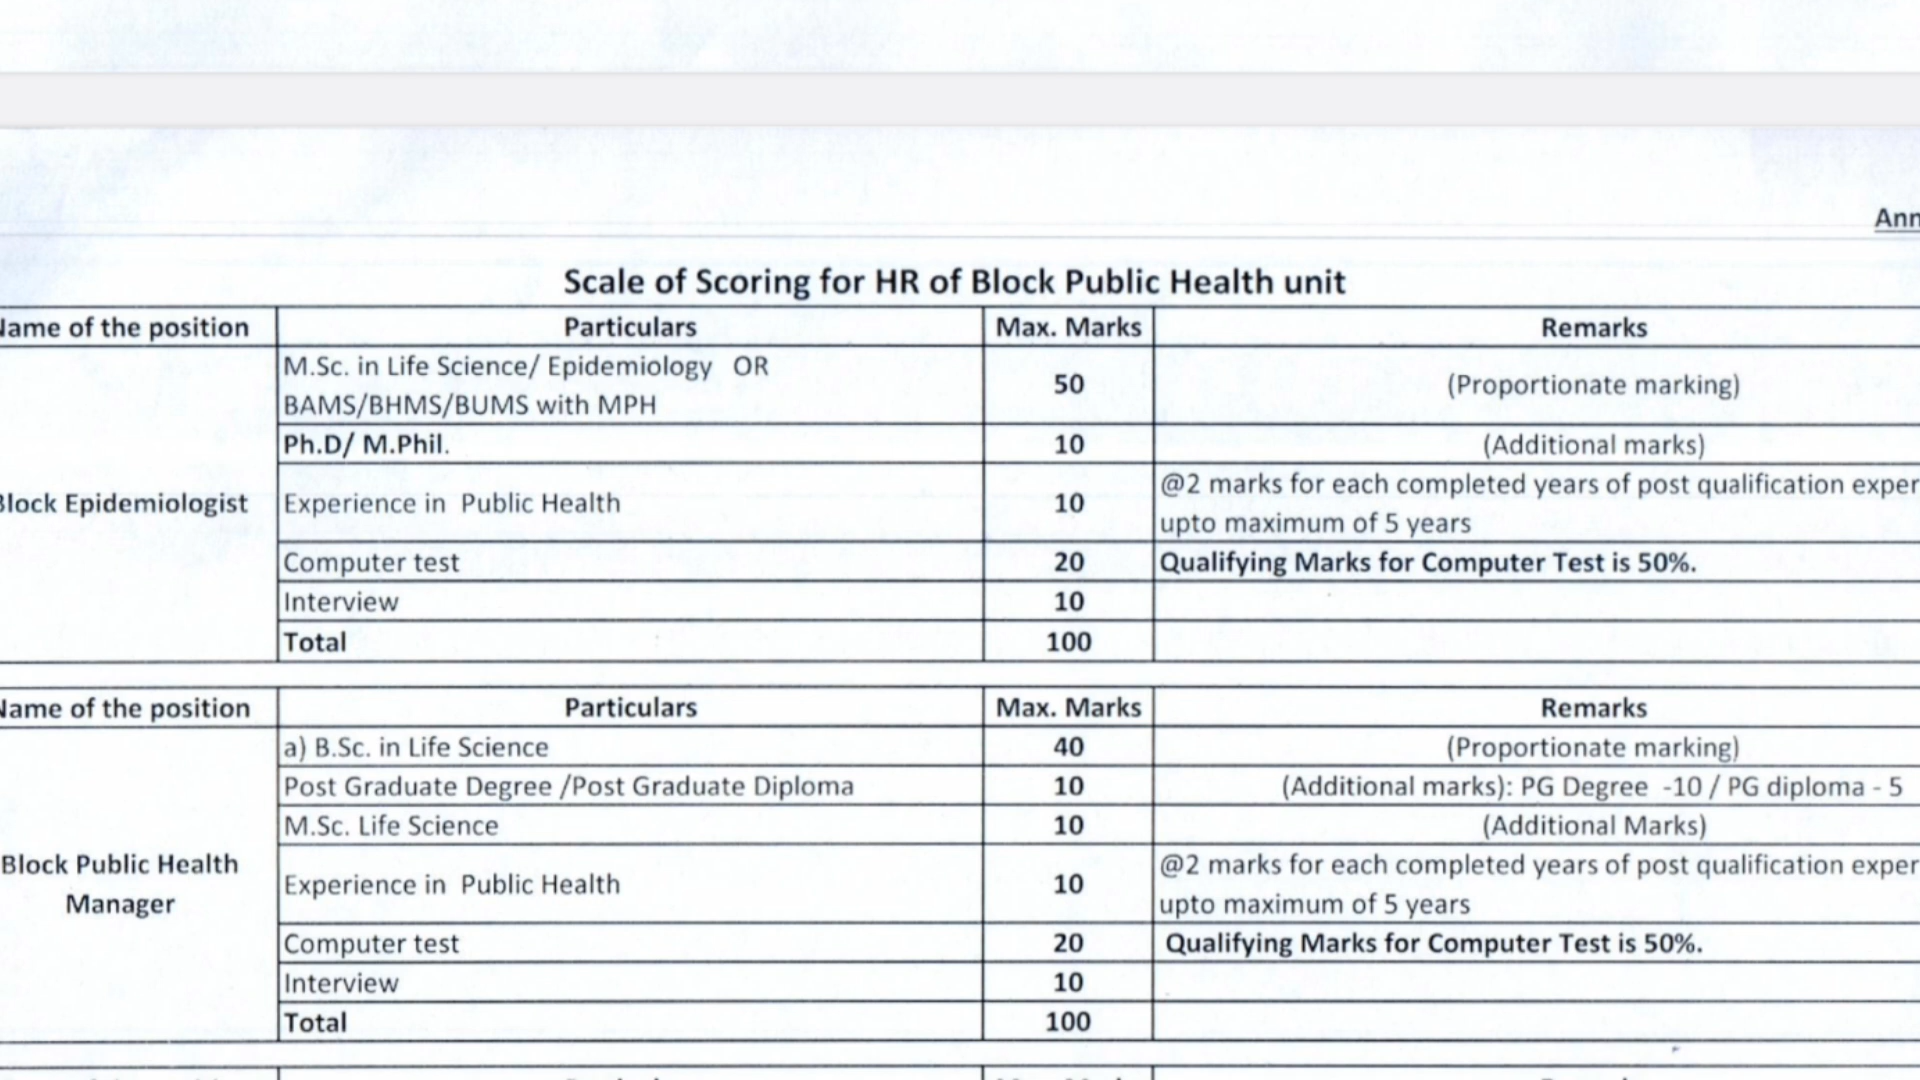 Ann
Scale of Scoring for HR of Block Public Health unit
Name of the position Particulars Max. Marks Remarks
M.Sc. in Life Science/ Epidemiology OR
BAMS/BHMS/BUMS with MPH 50 (Proportionate marking)
Ph.D/ M.Phil. 10 (Additional marks)
Block Epidemiologist Experience in Public Health 10 @2 marks for each completed years of post qualification exper
upto maximum of 5 years
Computer test 20 Qualifying Marks for Computer Test is 50%.
Interview 10
Total 100
Name of the position Particulars Max. Marks Remarks
a) B.Sc. in Life Science 40 (Proportionate marking)
Post Graduate Degree /Post Graduate Diploma 10 (Additional marks): PG Degree -10 / PG diploma - 5
M.Sc. Life Science 10 (Additional Marks)
Block Public Health
Manager
Experience in Public Health 10 @2 marks for each completed years of post qualification exper
upto maximum of 5 years
Computer test 20 Qualifying Marks for Computer Test is 50%.
Interview 10
Total 100